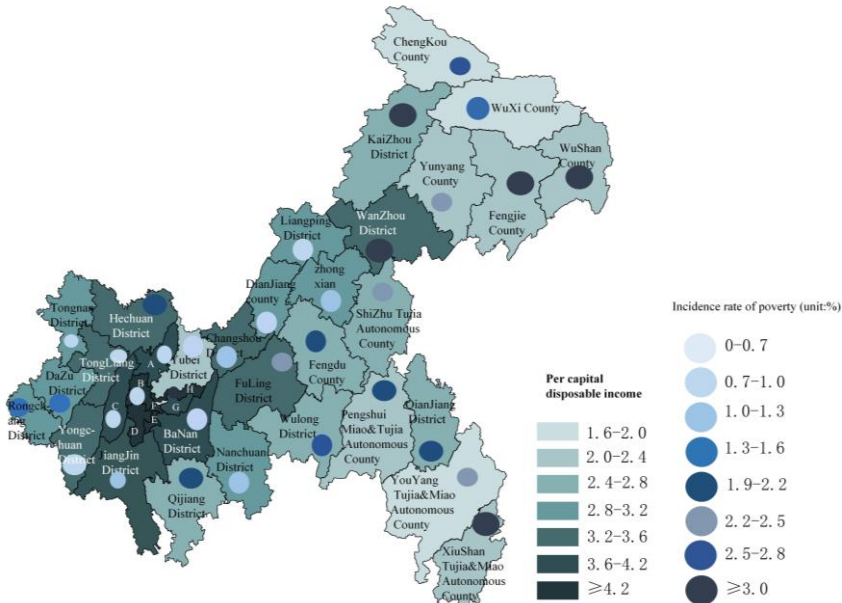 ChengKou
County
WuXi County
KaiZhou
District
WuShan
County
Yunyang
County
Fengjie
County
WanZhou
District
Liangping
District
zhong
xian
DianJiang
county
ShiZhu Tujia
Autonomous County
Tongnan
District
Hechuan
District
TongLiang
District
Yubei
District
Changshou
District
Fengdu
County
DaZu
District
FuLing
District
Rongch-
ang
District
Yongc-
huan
District
A
B
C
D
E
F
G
H
JiangJin
District
BaNan
District
Nanchuan
District
Qijiang
District
Wulong
District
Pengshui
Miao&Tujia
Autonomous
County
QianJiang
District
YouYang
Tujia&Miao
Autonomous
County
XiuShan
Tujia&Miao
Autonomous
County
Per capital
disposable income
1.6-2.0
2.0-2.4
2.4-2.8
2.8-3.2
3.2-3.6
3.6-4.2
≥4.2
Incidence rate of poverty (unit:%)
0-0.7
0.7-1.0
1.0-1.3
1.3-1.6
1.9-2.2
2.2-2.5
2.5-2.8
≥3.0